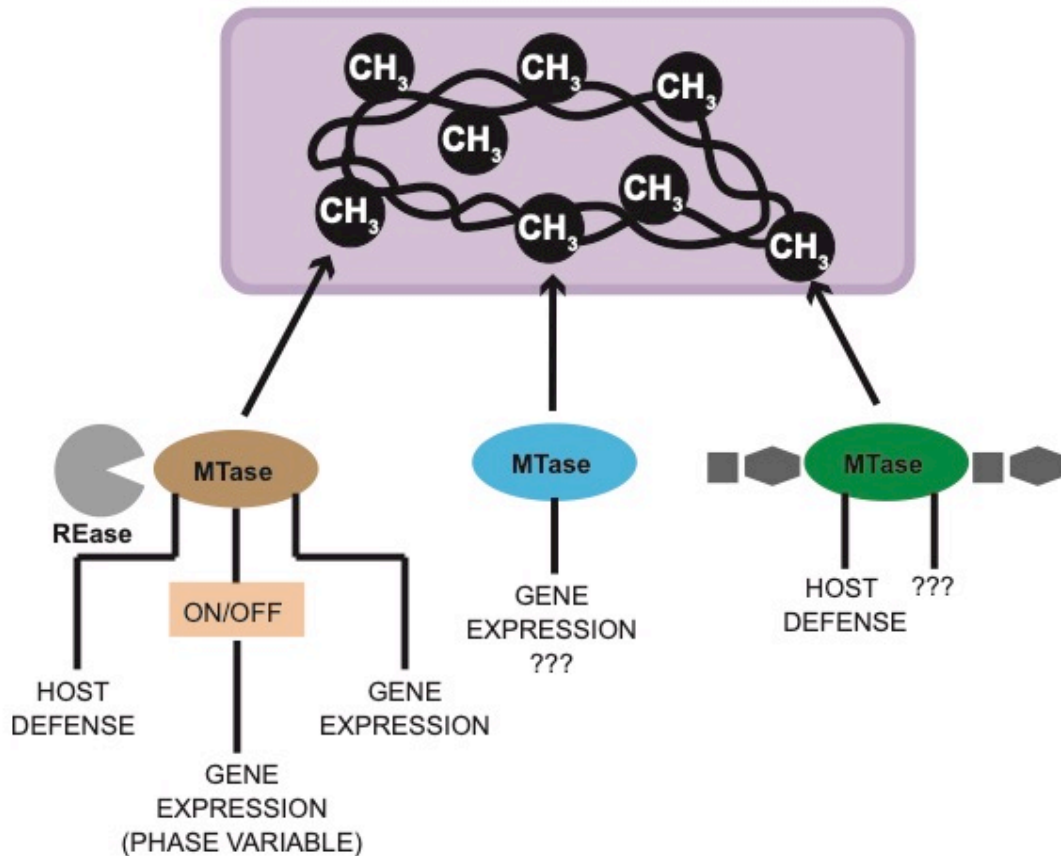 CH₃
CH₃
CH₃
CH₃
CH₃
CH₃
CH₃
CH₃
MTase
REase
MTase
MTase
ON/OFF
HOST
DEFENSE
GENE
EXPRESSION
GENE
EXPRESSION
(PHASE VARIABLE)
GENE
EXPRESSION
???
HOST
DEFENSE
???